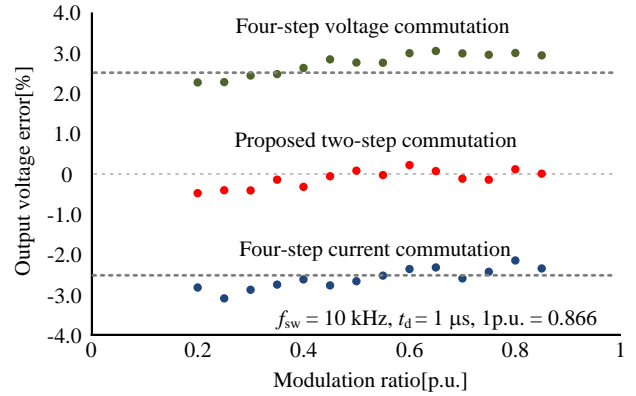 Four-step voltage commutation
3.0
2.0
1.0
0
-1.0
-2.0
-3.0
-4.0
Output voltage error[%]
Proposed two-step commutation
Four-step current commutation
fsw = 10 kHz, td = 1 μs, 1p.u. = 0.866
0 0.2 0.4 0.6 0.8 1
Modulation ratio[p.u.]